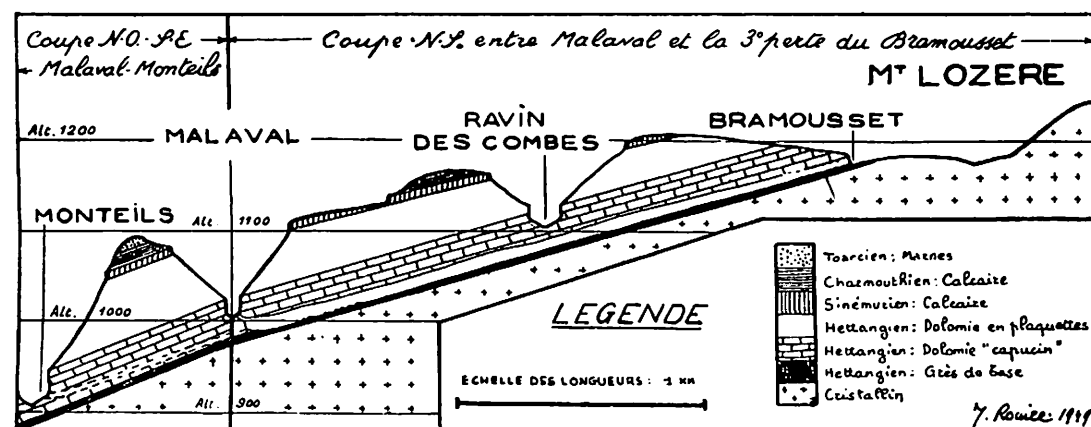 Coupe N.O.-S.E
Malaval-Monteils
Coupe.N.S. entre Malaval et la 3ᵉ perte du Bramousset
Mᵀ LOZERE
Alt. 1200
MALAVAL
RAVIN
DES COMBES
BRAMOUSSET
MONTEILS
Alt. 1100
Alt. 1000
Alt. 900
LEGENDE
ECHELLE DES LONGUEURS : 1 KM
Toarcien : Marnes
Charmouthien : Calcaire
Sinémurien : Calcaire
Hettangien : Dolomie en plaquettes
Hettangien : Dolomie "capucin"
Hettangien : Grès de base
Cristallin